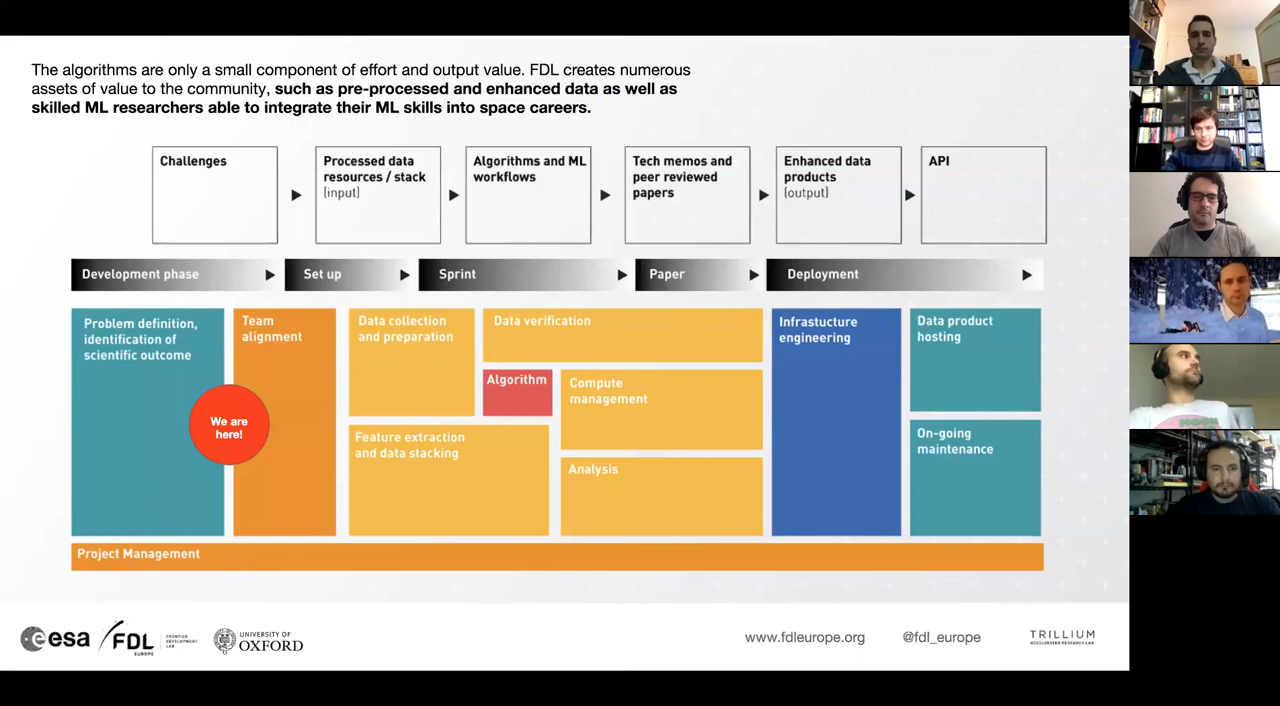 The algorithms are only a small component of effort and output value. FDL creates numerous
assets of value to the community, such as pre-processed and enhanced data as well as
skilled ML researchers able to integrate their ML skills into space careers.
Challenges
Processed data
resources / stack
(input)
Algorithms and ML
workflows
Tech memos and
peer reviewed
papers
Enhanced data
products
(output)
API
Development phase
Set up
Sprint
Paper
Deployment
Problem definition,
identification of
scientific outcome
Team
alignment
Data collection
and preparation
Data verification
Infrastucture
engineering
Data product
hosting
Algorithm
Compute
management
We are
here!
Feature extraction
and data stacking
On-going
maintenance
Analysis
Project Management
esa
FDL
EUROPE
FRONTIER
DEVELOPMENT
LAB
UNIVERSITY OF
OXFORD
www.fdleurope.org
@fdl_europe
TRILLIUM
ACCELERATED RESEARCH LAB